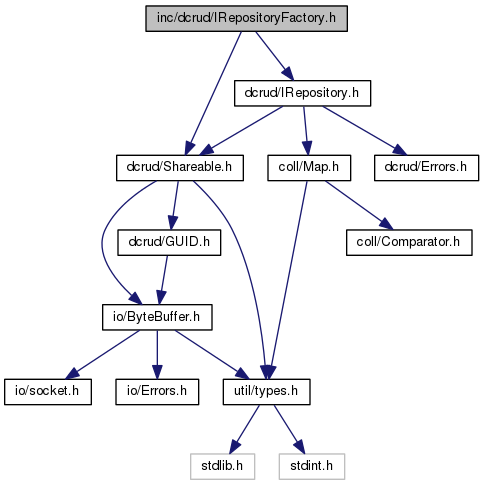 inc/dcrud/IRepositoryFactory.h
dcrud/IRepository.h
dcrud/Shareable.h
coll/Map.h
dcrud/Errors.h
dcrud/GUID.h
coll/Comparator.h
io/ByteBuffer.h
io/socket.h
io/Errors.h
util/types.h
stdlib.h
stdint.h